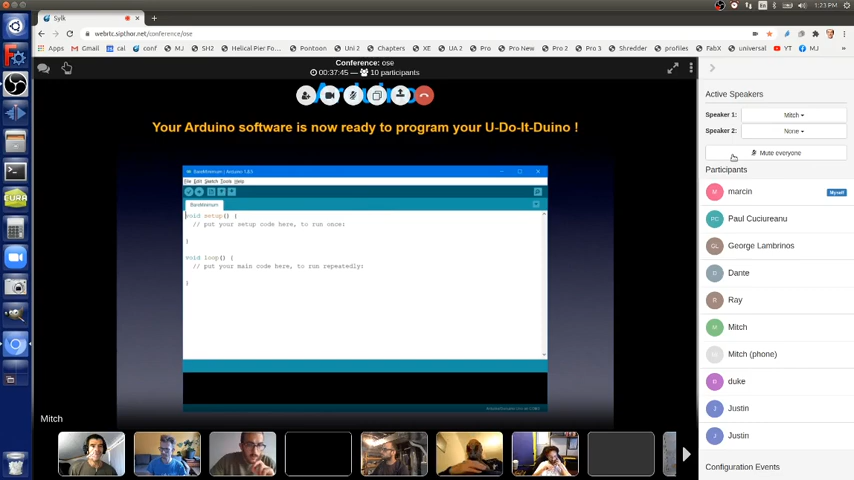 1:23 PM
Sylk
webrtc.sipthor.net/conference/ose
Apps Gmail cal conf MJ SH2 Helical Pier Fo... Pontoon Uni 2 Chapters XE UA 2 Pro Pro New Pro 2 Pro 3 Shredder profiles FabX universal YT MJ
Conference: ose
00:37:45 — 10 participants
Your Arduino software is now ready to program your U-Do-It-Duino !
BareMinimum | Arduino 1.8.5
File Edit Sketch Tools Help
BareMinimum
void setup() {
// put your setup code here, to run once:
}
void loop() {
// put your main code here, to run repeatedly:
}
Mitch
Active Speakers
Speaker 1: Mitch
Speaker 2: None
Mute everyone
Participants
marcin Myself
PC Paul Cuciureanu
GL George Lambrinos
D Dante
R Ray
M Mitch
M Mitch (phone)
d duke
J Justin
J Justin
Configuration Events
CURA